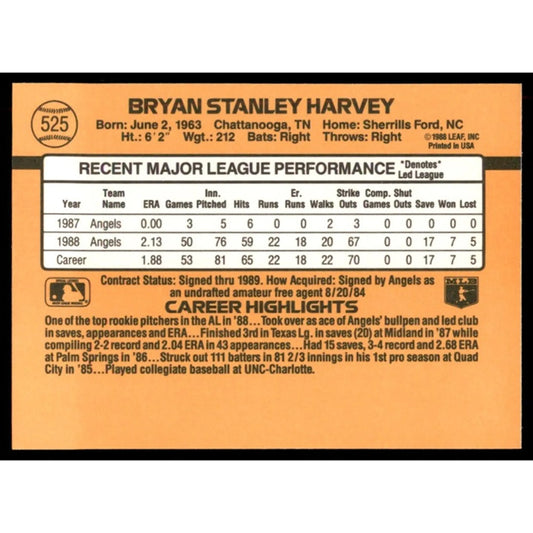 BRYAN STANLEY HARVEY
525
Born: June 2, 1963 Chattanooga, TN Home: Sherrills Ford, NC
Ht.: 6' 2" Wgt.: 212 Bats: Right Throws: Right
©1988 LEAF, INC
Printed in USA
RECENT MAJOR LEAGUE PERFORMANCE *Denotes* Led League
Year Team Name ERA Games Inn. Pitched Hits Runs Er. Runs Walks Strike Outs Comp. Games Shut Outs Save Won Lost
1987 Angels 0.00 3 5 6 0 0 2 3 0 0 0 0 0
1988 Angels 2.13 50 76 59 22 18 20 67 0 0 17 7 5
Career 1.88 53 81 65 22 18 22 70 0 0 17 7 5
Contract Status: Signed thru 1989. How Acquired: Signed by Angels as
an undrafted amateur free agent 8/20/84
MLB
CAREER HIGHLIGHTS
One of the top rookie pitchers in the AL in '88...Took over as ace of Angels' bullpen and led club
in saves, appearances and ERA...Finished 3rd in Texas Lg. in saves (20) at Midland in '87 while
compiling 2-2 record and 2.04 ERA in 43 appearances...Had 15 saves, 3-4 record and 2.68 ERA
at Palm Springs in '86...Struck out 111 batters in 81 2/3 innings in his 1st pro season at Quad
City in '85...Played collegiate baseball at UNC-Charlotte.